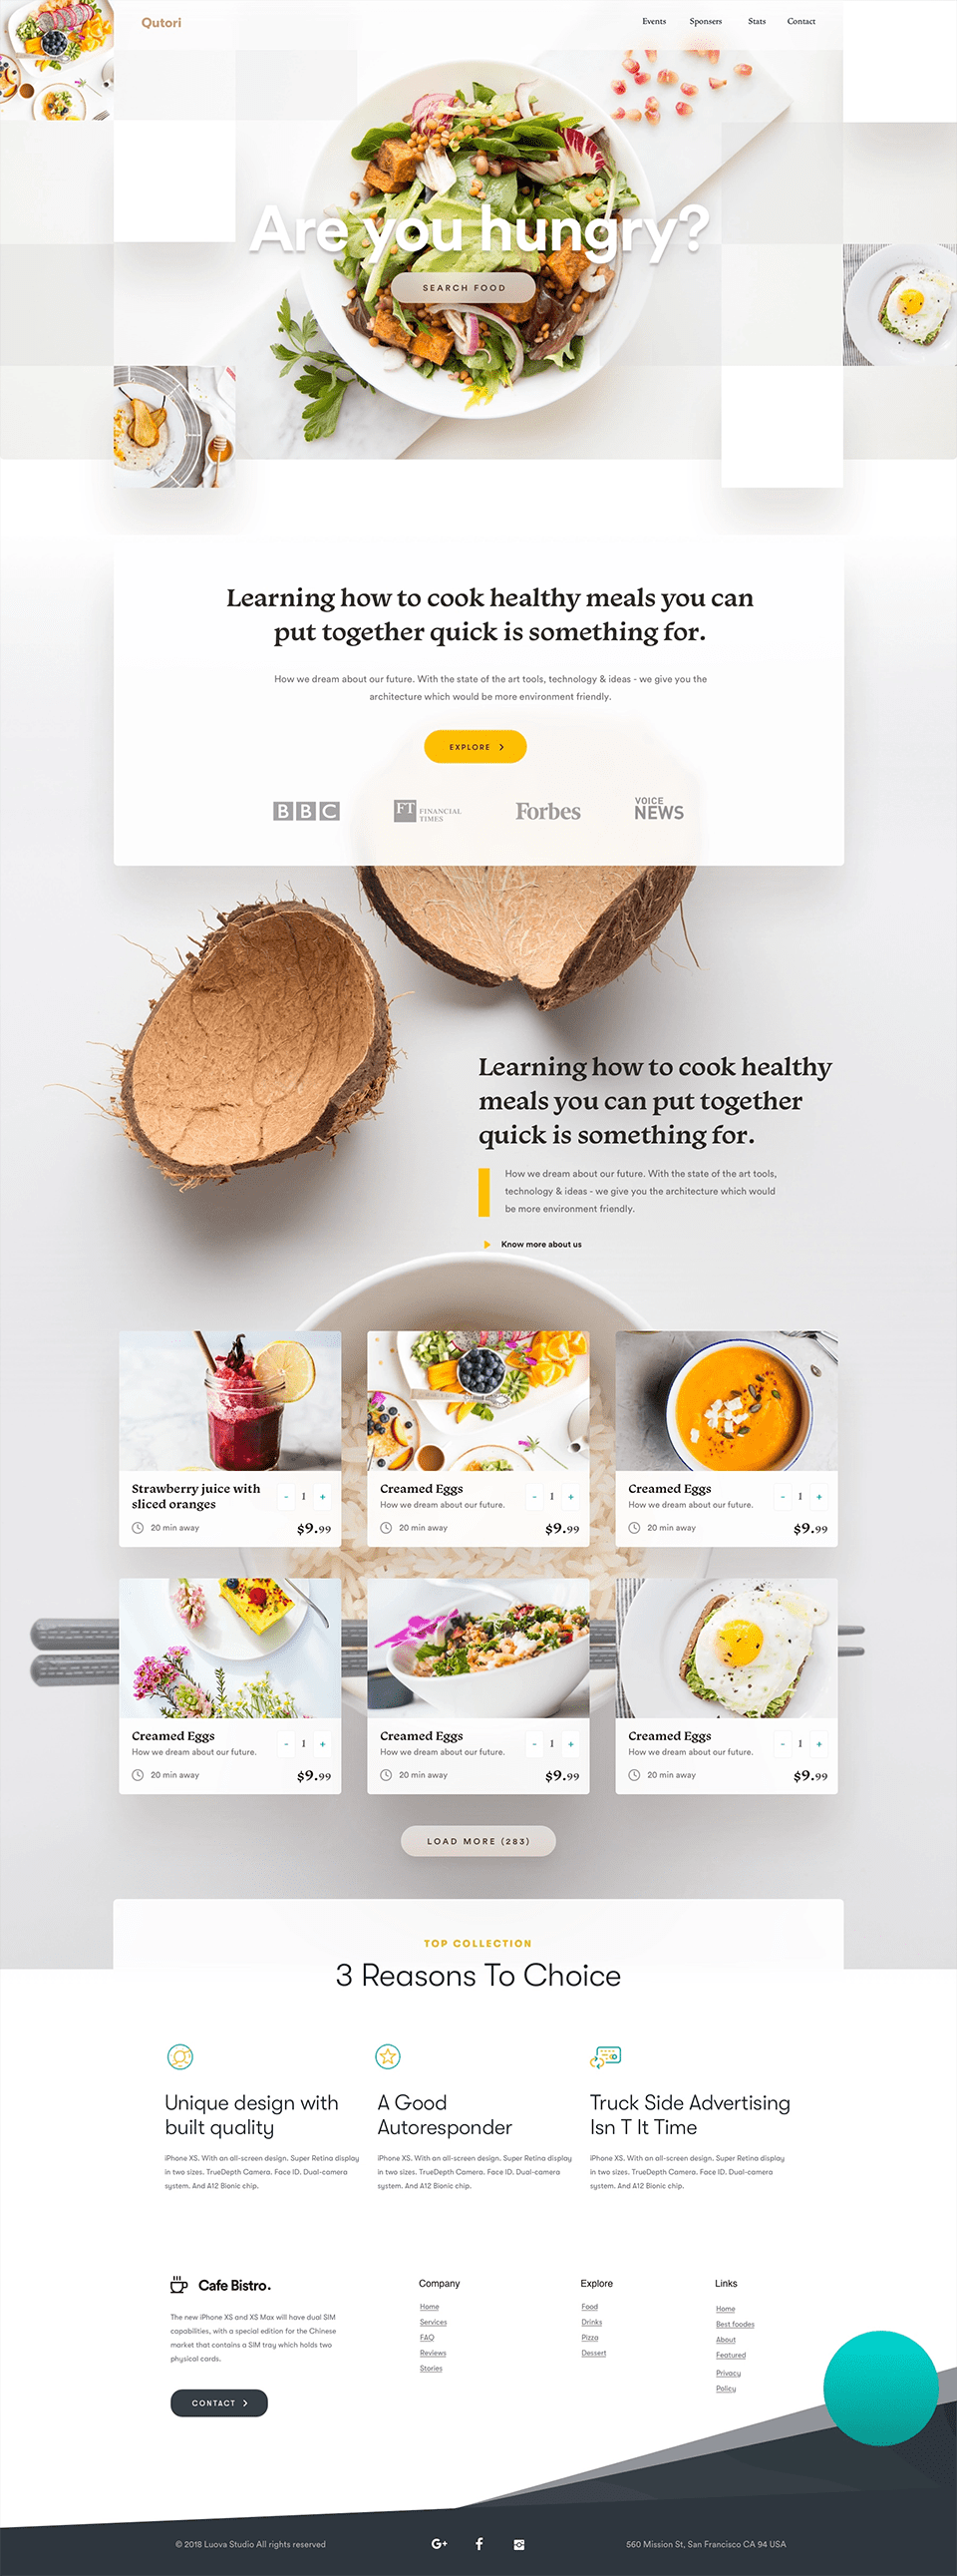 Qutori
Events Sponsers Stats Contact
Are you hungry?
SEARCH FOOD
Learning how to cook healthy meals you can
put together quick is something for.
How we dream about our future. With the state of the art tools, technology & ideas - we give you the
architecture which would be more environment friendly.
EXPLORE
BBC
FT FINANCIAL
TIMES
Forbes
VOICE
NEWS
Learning how to cook healthy
meals you can put together
quick is something for.
How we dream about our future. With the state of the art tools,
technology & ideas - we give you the architecture which would
be more environment friendly.
Know more about us
Strawberry juice with
sliced oranges
- 1 +
20 min away
$9.99
Creamed Eggs
How we dream about our future.
- 1 +
20 min away
$9.99
Creamed Eggs
How we dream about our future.
- 1 +
20 min away
$9.99
Creamed Eggs
How we dream about our future.
- 1 +
20 min away
$9.99
Creamed Eggs
How we dream about our future.
- 1 +
20 min away
$9.99
Creamed Eggs
How we dream about our future.
- 1 +
20 min away
$9.99
LOAD MORE (283)
TOP COLLECTION
3 Reasons To Choice
Unique design with
built quality
iPhone XS. With an all-screen design. Super Retina display
in two sizes. TrueDepth Camera. Face ID. Dual-camera
system. And A12 Bionic chip.
A Good
Autoresponder
iPhone XS. With an all-screen design. Super Retina display
in two sizes. TrueDepth Camera. Face ID. Dual-camera
system. And A12 Bionic chip.
Truck Side Advertising
Isn T It Time
iPhone XS. With an all-screen design. Super Retina display
in two sizes. TrueDepth Camera. Face ID. Dual-camera
system. And A12 Bionic chip.
Cafe Bistro.
The new iPhone XS and XS Max will have dual SIM
capabilities, with a special edition for the Chinese
market that contains a SIM tray which holds two
physical cards.
CONTACT
Company
Home
Services
FAQ
Reviews
Stories
Explore
Food
Drinks
Pizza
Dessert
Links
Home
Best foodes
About
Featured
Privacy
Policy
© 2018 Luova Studio All rights reserved
G+ f
560 Mission St, San Francisco CA 94 USA